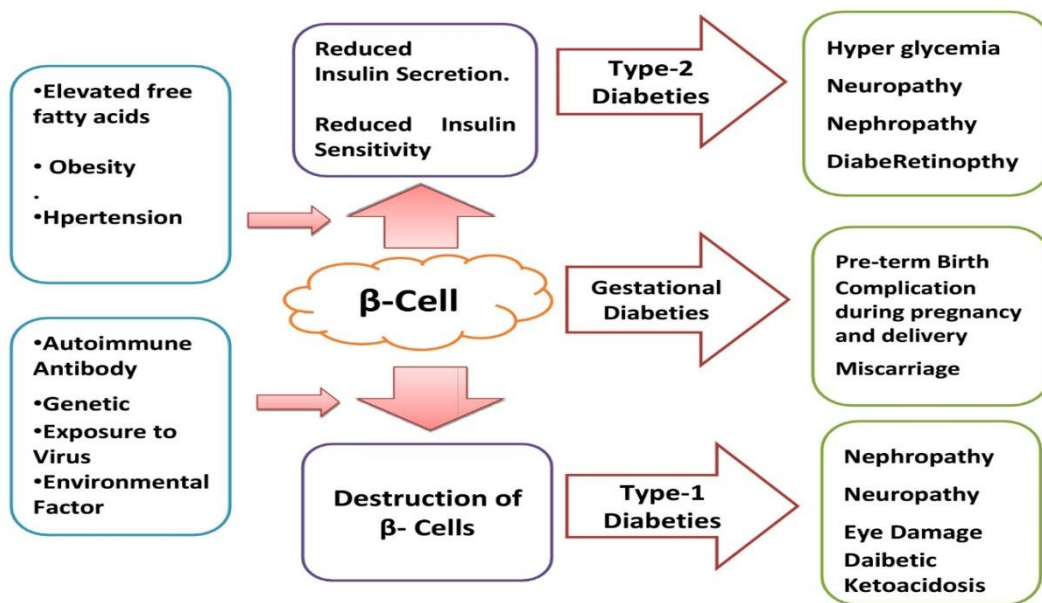 •Elevated free
fatty acids
• Obesity
.
•Hpertension
•Autoimmune
Antibody
•Genetic
•Exposure to
Virus
•Environmental
Factor
Reduced
Insulin Secretion.
Reduced Insulin
Sensitivity
β-Cell
Destruction of
β- Cells
Type-2
Diabeties
Gestational
Diabeties
Type-1
Diabeties
Hyper glycemia
Neuropathy
Nephropathy
DiabeRetinopthy
Pre-term Birth
Complication
during pregnancy
and delivery
Miscarriage
Nephropathy
Neuropathy
Eye Damage
Daibetic
Ketoacidosis